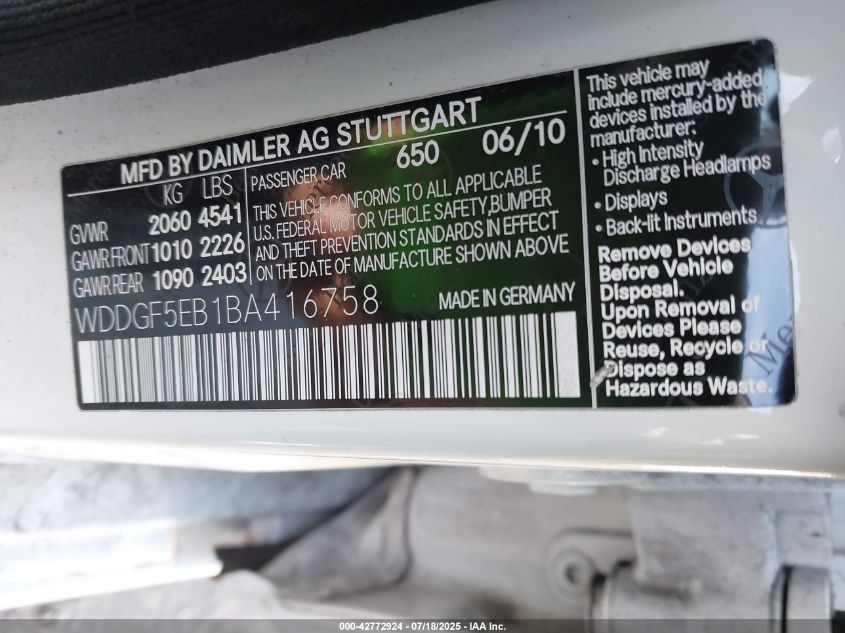 MFD BY DAIMLER AG STUTTGART
KG LBS
GVWR 2060 4541
GAWR FRONT 1010 2226
GAWR REAR 1090 2403
PASSENGER CAR 650 06/10
THIS VEHICLE CONFORMS TO ALL APPLICABLE
U.S. FEDERAL MOTOR VEHICLE SAFETY, BUMPER
AND THEFT PREVENTION STANDARDS IN EFFECT
ON THE DATE OF MANUFACTURE SHOWN ABOVE
WDDGF5EB1BA416758
MADE IN GERMANY
This vehicle may
include mercury-added
devices installed by the
manufacturer:
• High Intensity
Discharge Headlamps
• Displays
• Back-lit Instruments
Remove Devices
Before Vehicle
Disposal.
Upon Removal of
Devices Please
Reuse, Recycle or
Dispose as
Hazardous Waste.
000-42772924 - 07/18/2025 - IAA Inc.